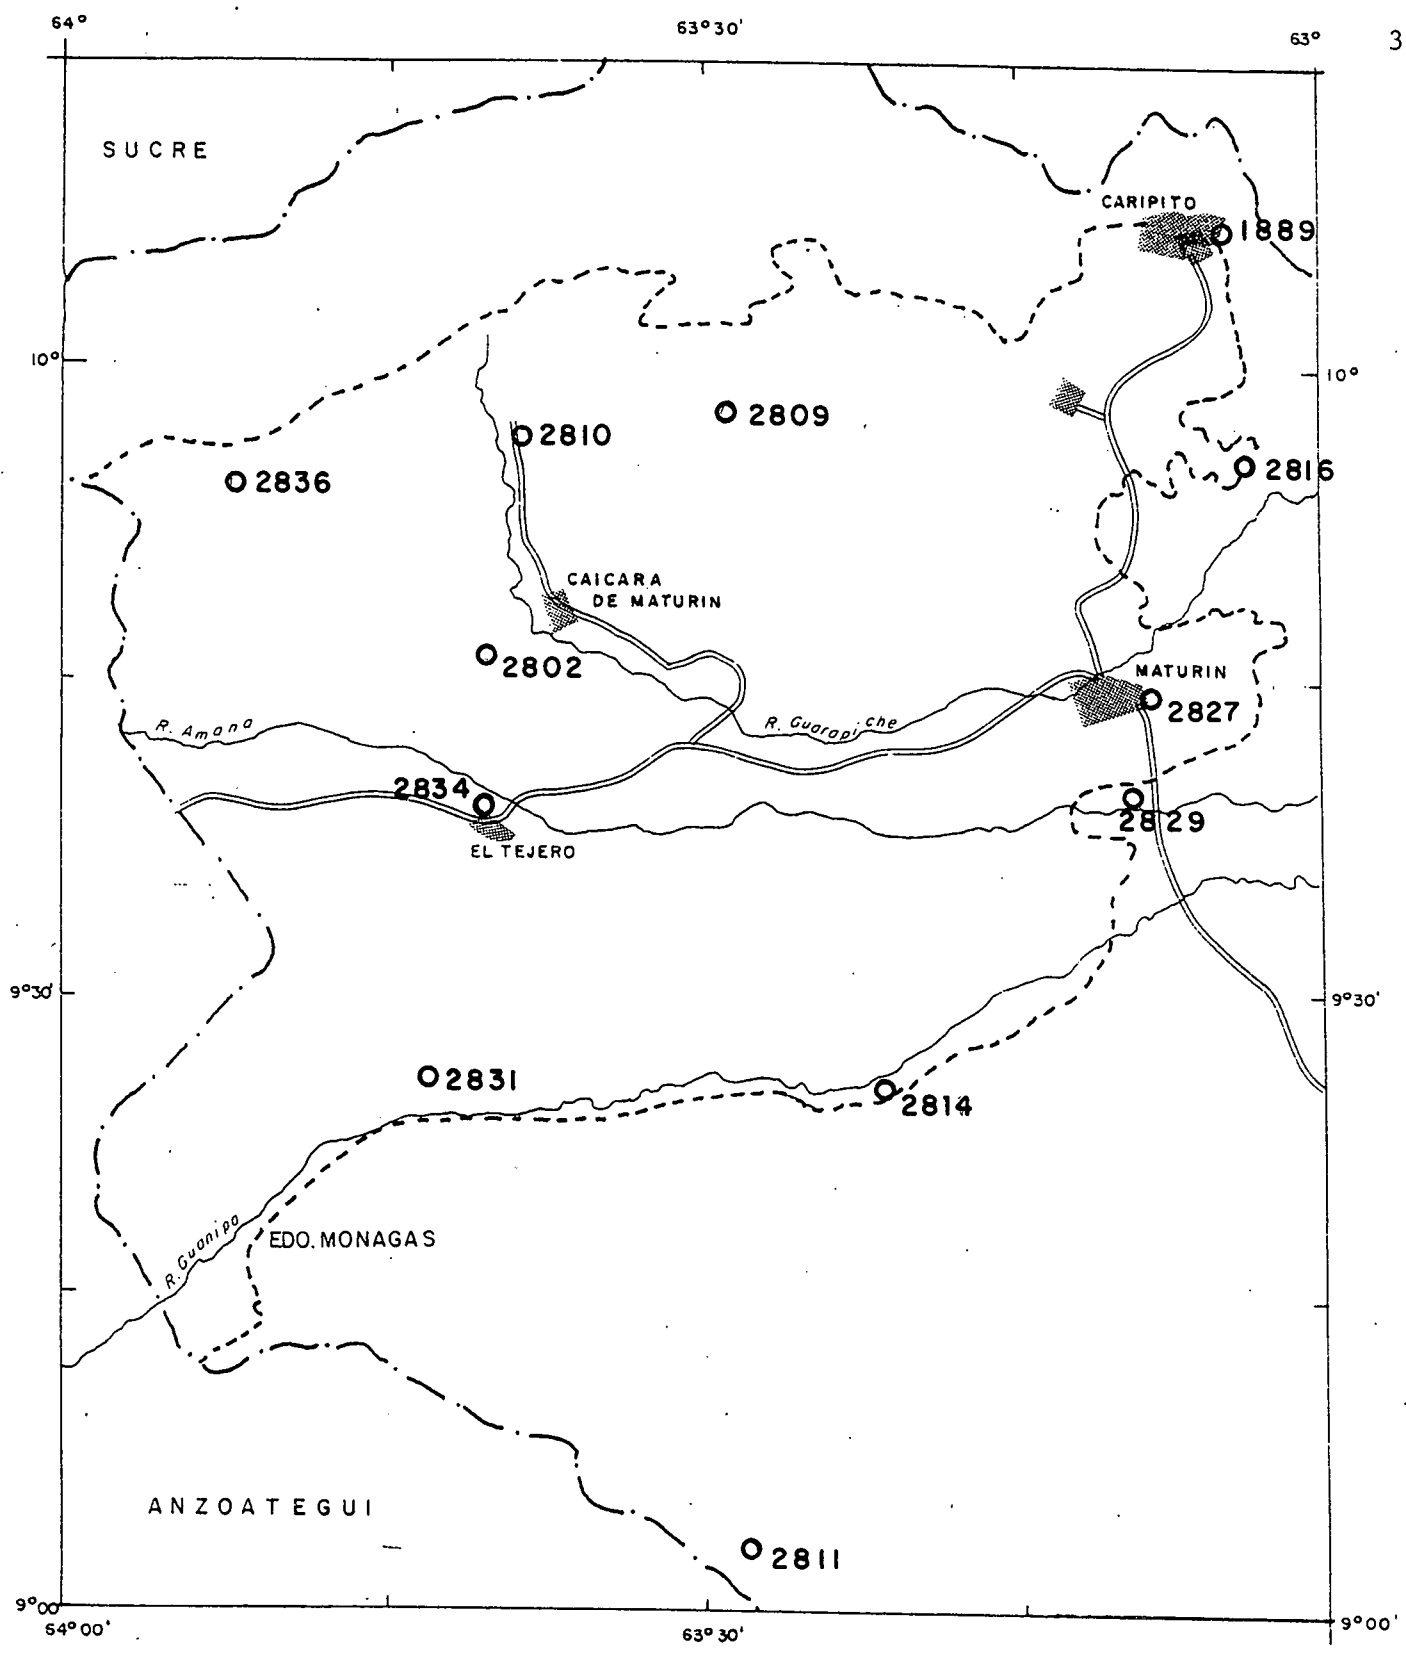 64°
63°30'
63°
3
SUCRE
CARIPITO
1889
10°
10°
2809
2810
2836
2816
CAICARA
DE MATURIN
2802
MATURIN
2827
R. Amana
R. Guarapiche
2834
2829
EL TEJERO
9°30'
9°30'
2831
2814
R. Guanipa
EDO. MONAGAS
ANZOATEGUI
2811
9°00'
9°00'
64°00'
63°30'